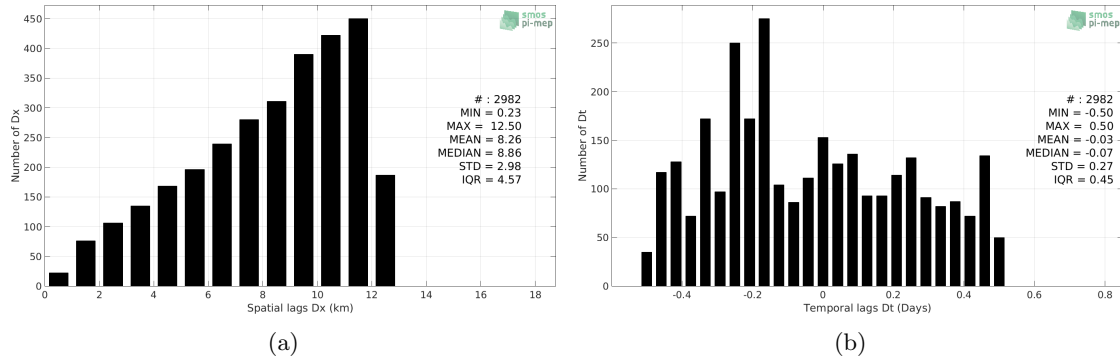 450
400
350
300
250
200
150
100
50
0
Number of Dx
0 2 4 6 8 10 12 14 16 18
Spatial lags Dx (km)
smos
pi-mep
# : 2982
MIN = 0.23
MAX = 12.50
MEAN = 8.26
MEDIAN = 8.86
STD = 2.98
IQR = 4.57
(a)
250
200
150
100
50
0
Number of Dt
-0.4 -0.2 0 0.2 0.4 0.6 0.8
Temporal lags Dt (Days)
smos
pi-mep
# : 2982
MIN = -0.50
MAX = 0.50
MEAN = -0.03
MEDIAN = -0.07
STD = 0.27
IQR = 0.45
(b)